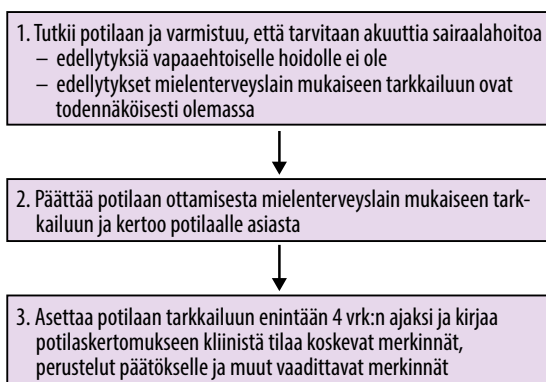 1. Tutkii potilaan ja varmistuu, että tarvitaan akuuttia sairaalahoitoa
– edellytyksiä vapaaehtoiselle hoidolle ei ole
– edellytykset mielenterveyslain mukaiseen tarkkailuun ovat
todennäköisesti olemassa
2. Päättää potilaan ottamisesta mielenterveyslain mukaiseen tark-
kailuun ja kertoo potilaalle asiasta
3. Asettaa potilaan tarkkailuun enintään 4 vrk:n ajaksi ja kirjaa
potilaskertomukseen kliinistä tilaa koskevat merkinnät,
perustelut päätökselle ja muut vaadittavat merkinnät